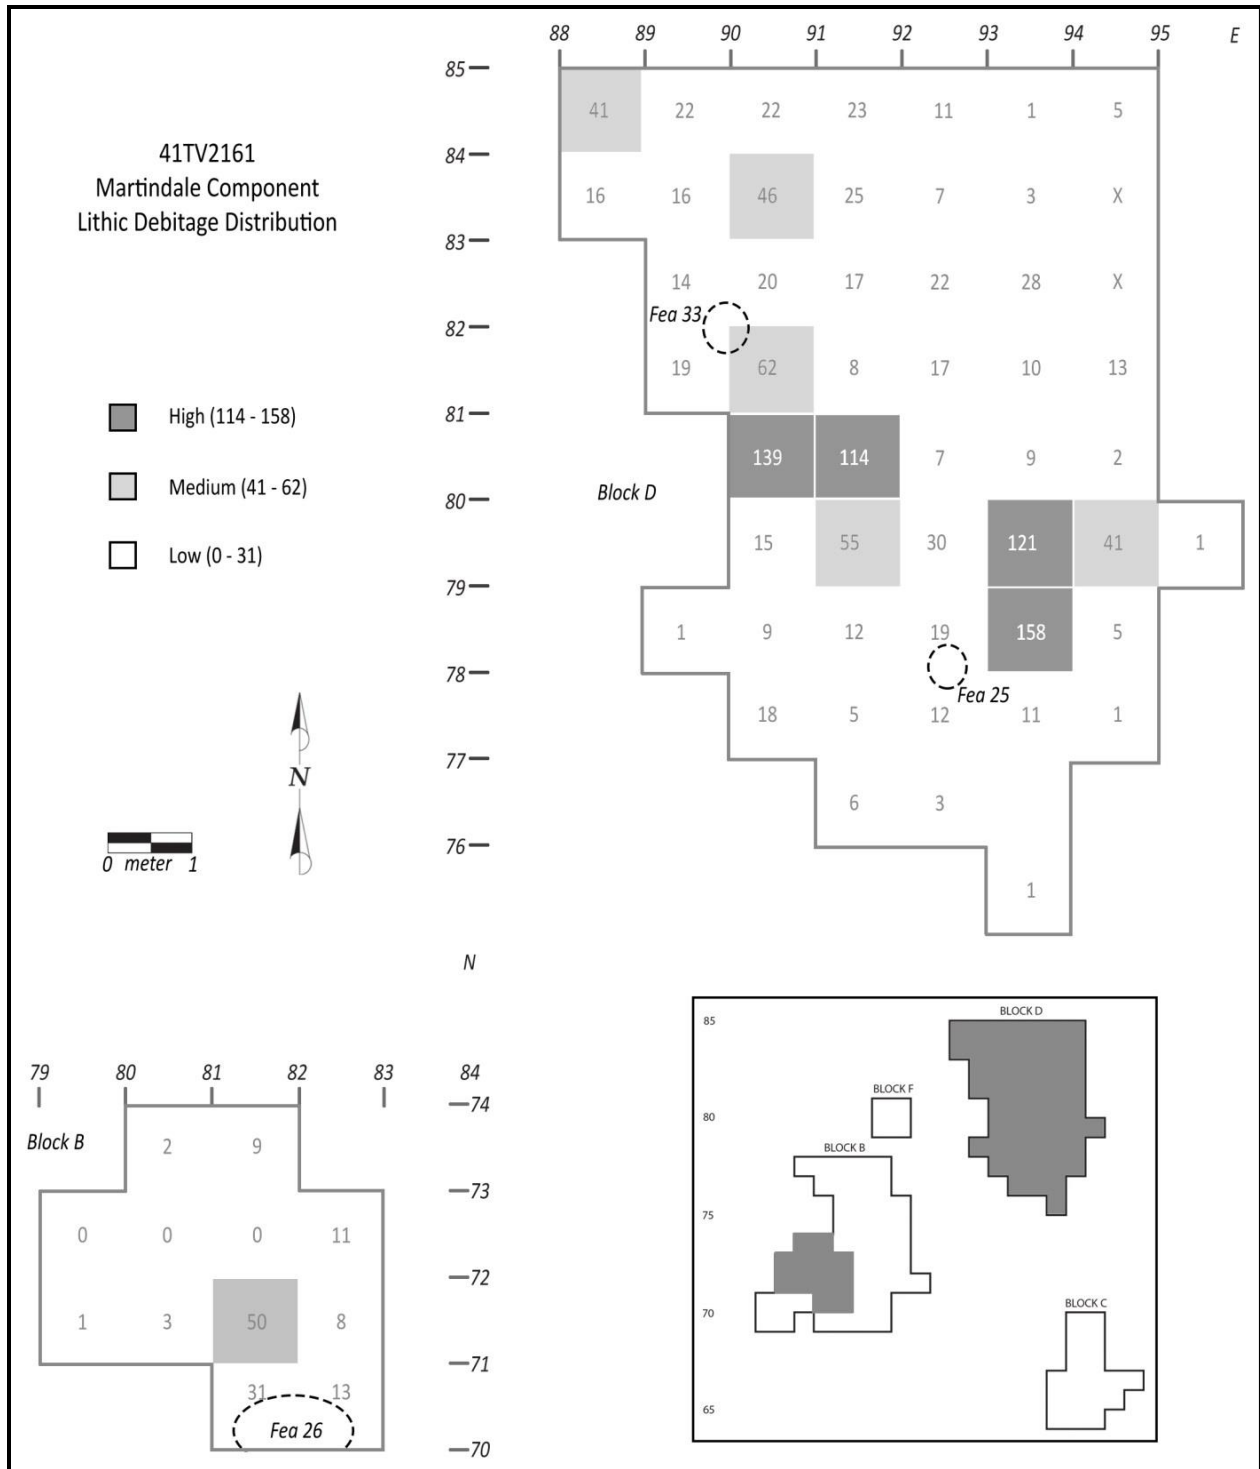 88 89 90 91 92 93 94 95 E
85
41 22 22 23 11 1 5
41TV2161
Martindale Component
Lithic Debitage Distribution
84
16 16 46 25 7 3 X
83
14 20 17 22 28 X
Fea 33
82
19 62 8 17 10 13
High (114 - 158)
Medium (41 - 62)
Low (0 - 31)
81
139 114 7 9 2
Block D
80
15 55 30 121 41 1
79
1 9 12 19 158 5
78
Fea 25
18 5 12 11 1
77
N
6 3
76
0 meter 1
1
N
79 80 81 82 83 84
74
Block B
2 9
73
0 0 0 11
72
1 3 50 8
71
31 13
Fea 26
70
BLOCK D
85
BLOCK F
80
BLOCK B
75
BLOCK C
70
65